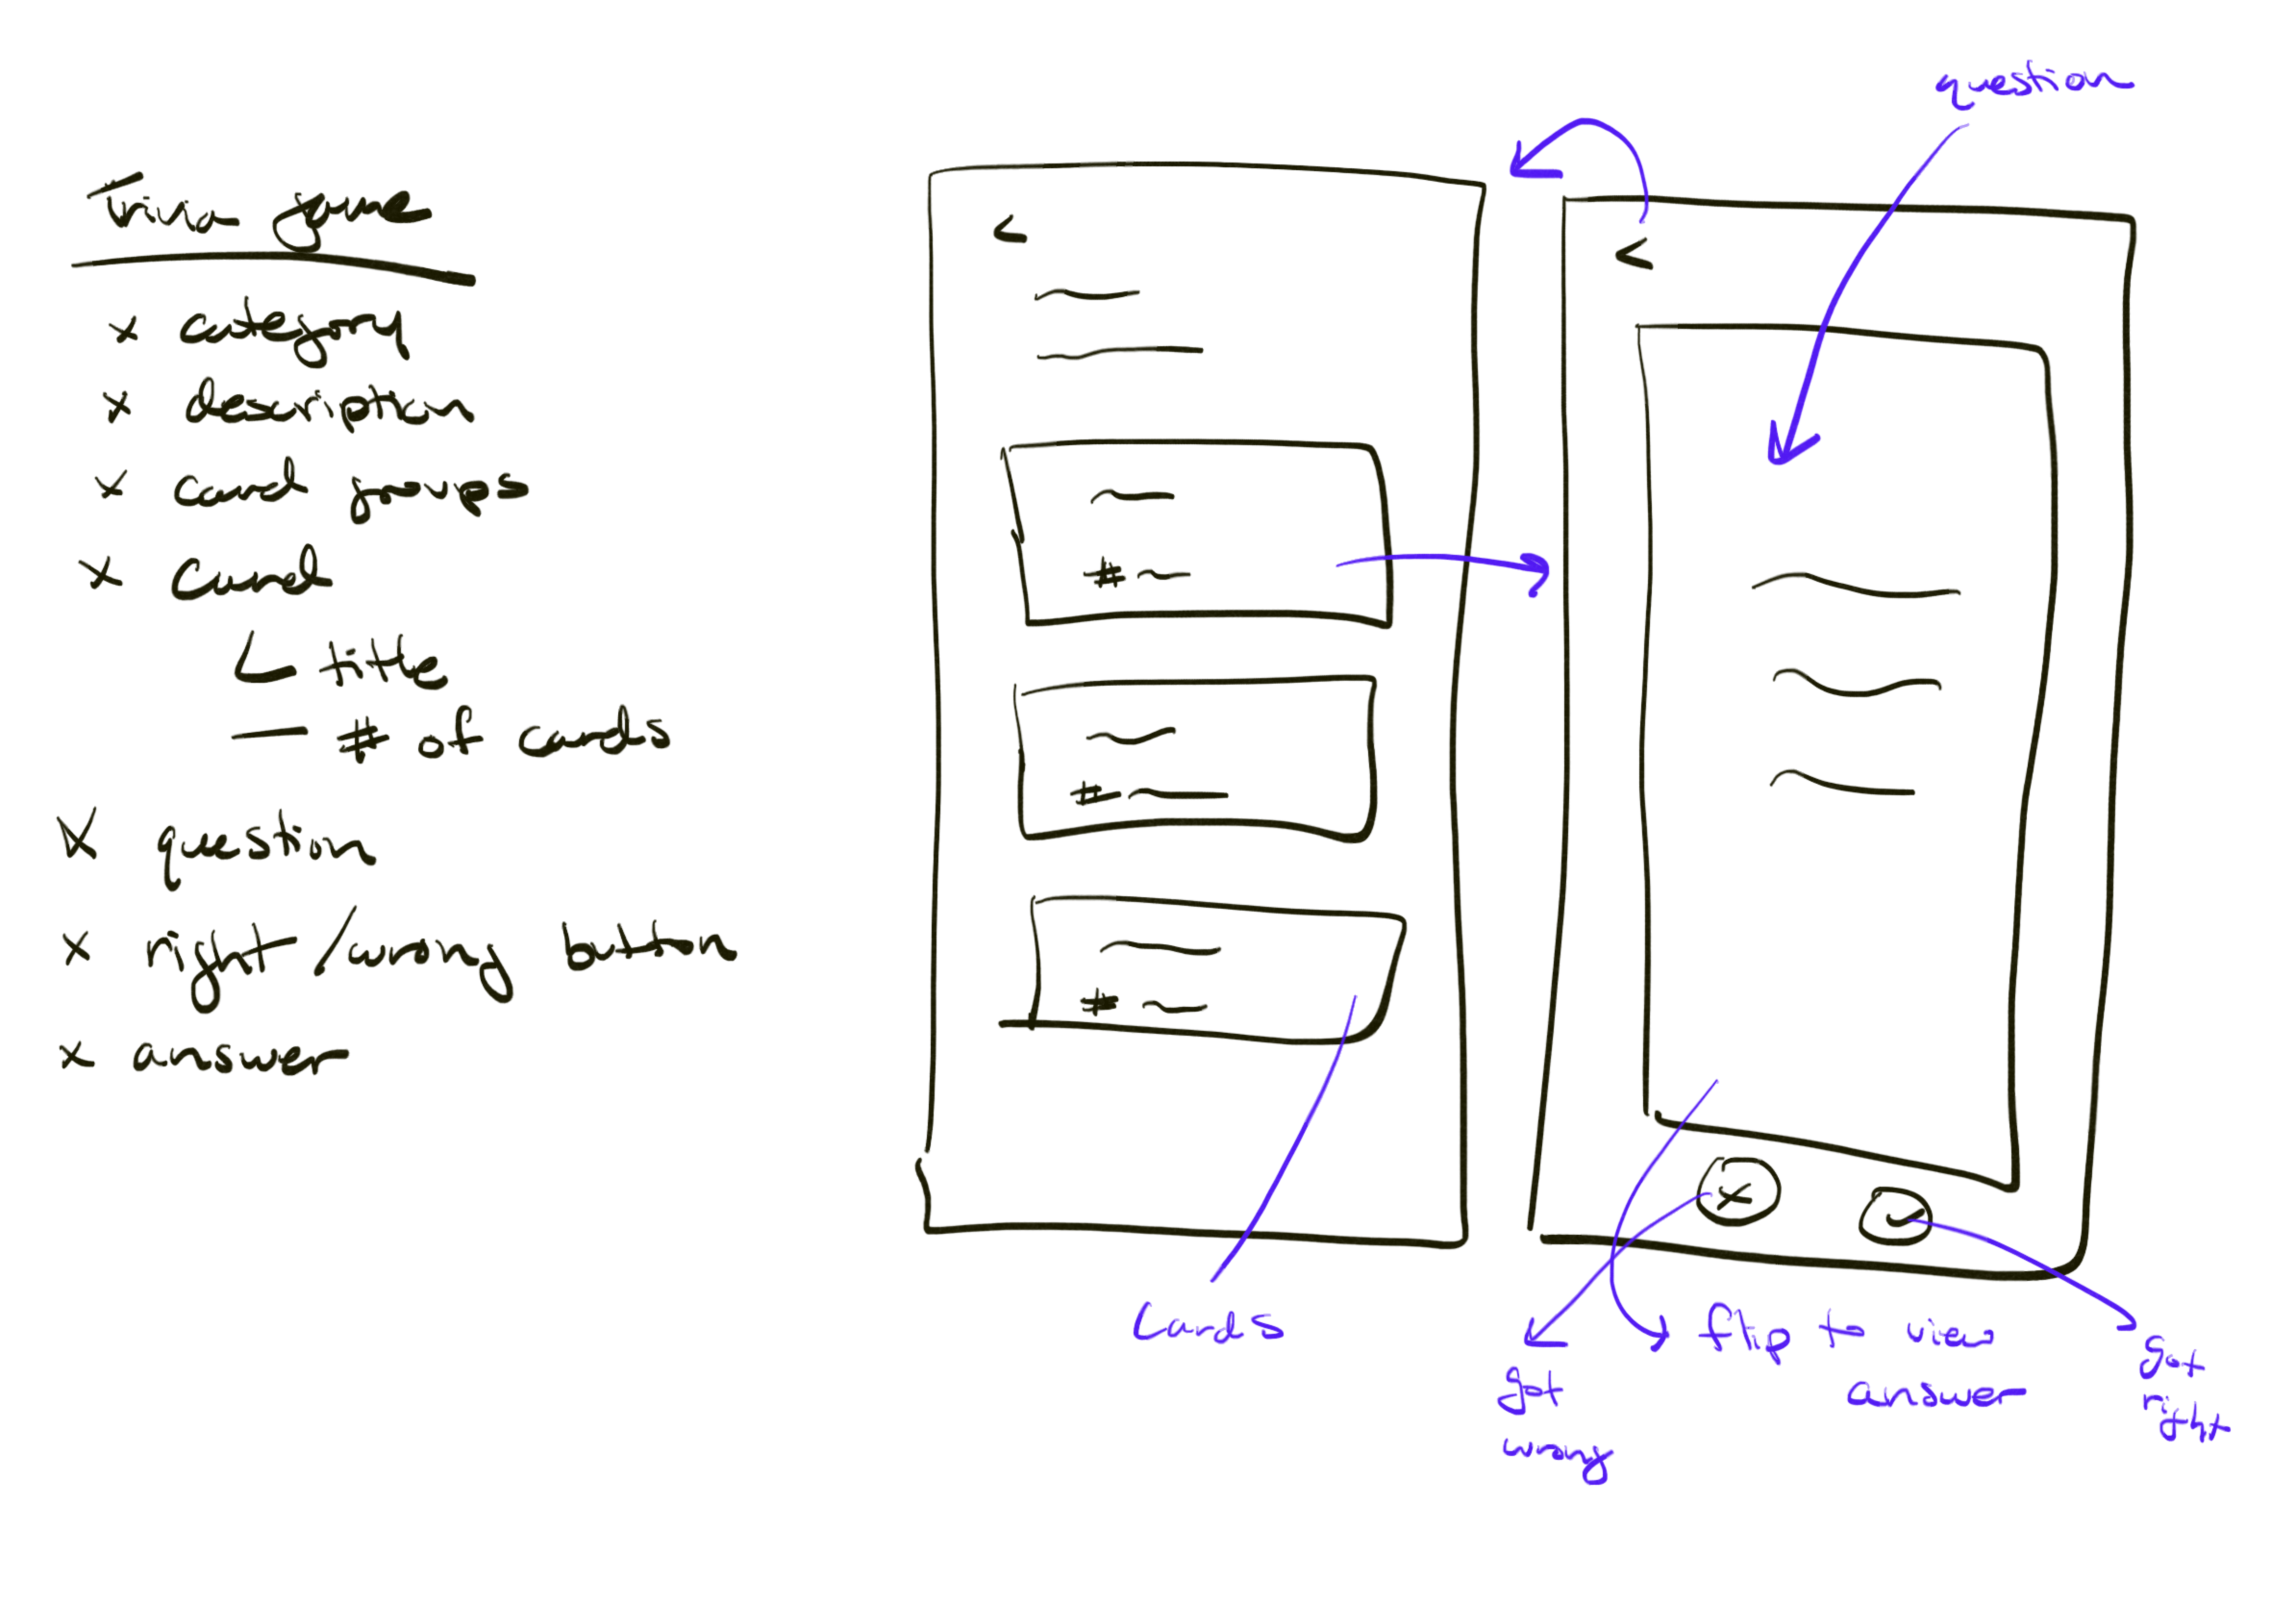 Trivia game
x category
x description
x card groups
x Card
title
# of cards
x question
x right/wrong button
x answer
<
#
#
#
Cards
question
<
x
flip to view
answer
got
wrong
got
right